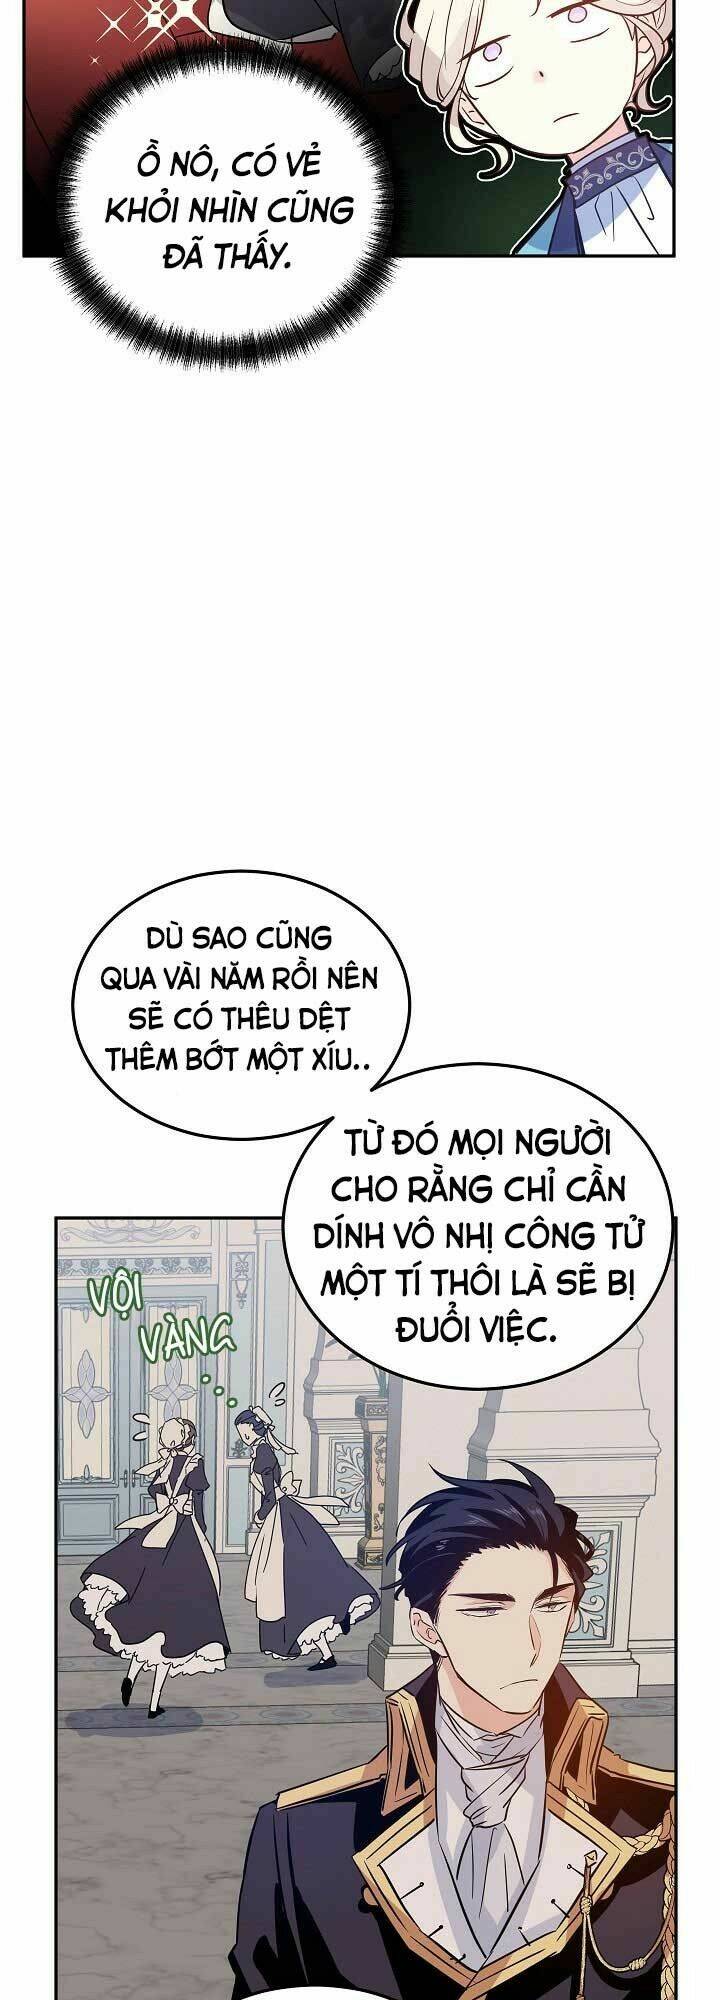 Ồ NÔ, CÓ VẺ
KHỎI NHÌN CŨNG
ĐÃ THẤY.
DÙ SAO CŨNG
QUA VÀI NĂM RỒI NÊN
SẼ CÓ THÊU DỆT
THÊM BỚT MỘT XÍU..
TỪ ĐÓ MỌI NGƯỜI
CHO RẰNG CHỈ CẦN
DÍNH VÔ NHỊ CÔNG TỬ
MỘT TÍ THÔI LÀ SẼ BỊ
ĐUỔI VIỆC.
VỘI
VÀNG